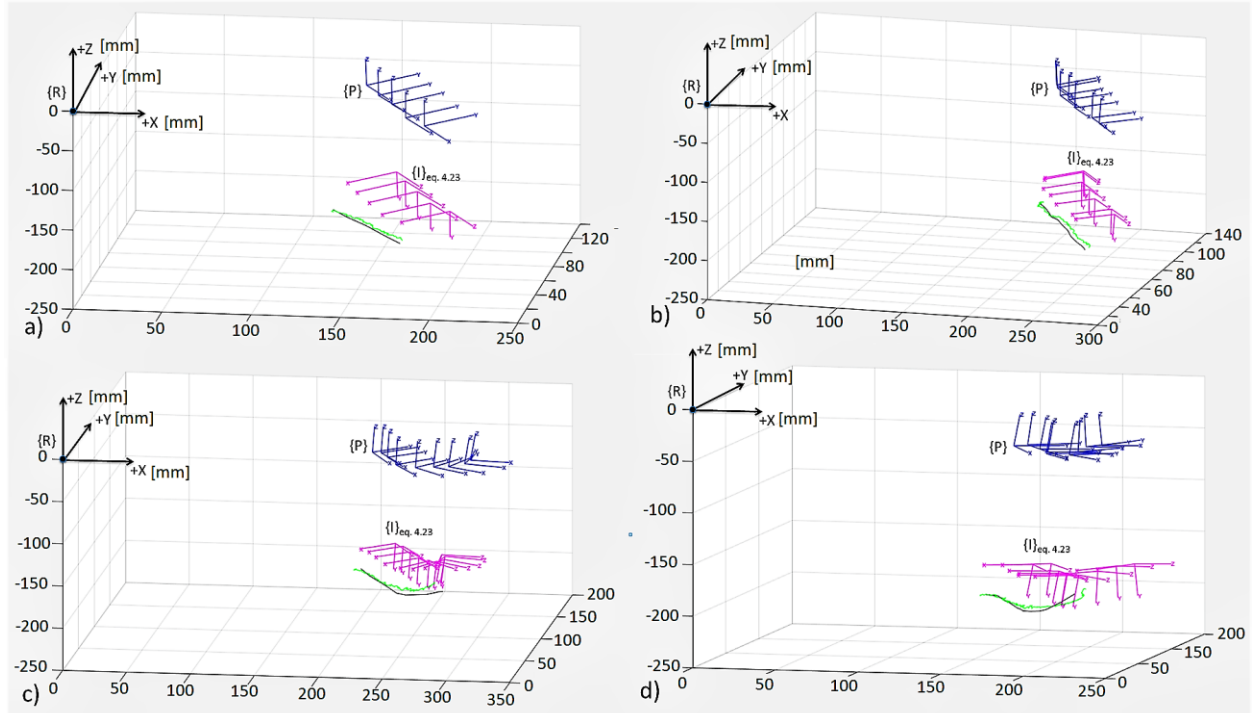 +Z [mm]
+Y [mm]
{R}
0
+X [mm]
{P}
-50
-100
-150
-200
-250
{I}eq. 4.23
120
80
40
0
a)
0
50
100
150
200
250
+Z [mm]
+Y [mm]
{R}
0
+X
{P}
-50
-100
-150
-200
-250
{I}eq. 4.23
[mm]
140
100
80
60
40
0
b)
0
50
100
150
200
250
300
+Z [mm]
+Y [mm]
{R}
0
+X [mm]
{P}
-50
-100
-150
-200
-250
{I}eq. 4.23
200
150
100
50
0
c)
0
50
100
150
200
250
300
350
+Z [mm]
+Y [mm]
{R}
0
+X [mm]
{P}
-50
-100
-150
-200
-250
{I}eq. 4.23
200
150
50
0
d)
0
50
100
150
200
250